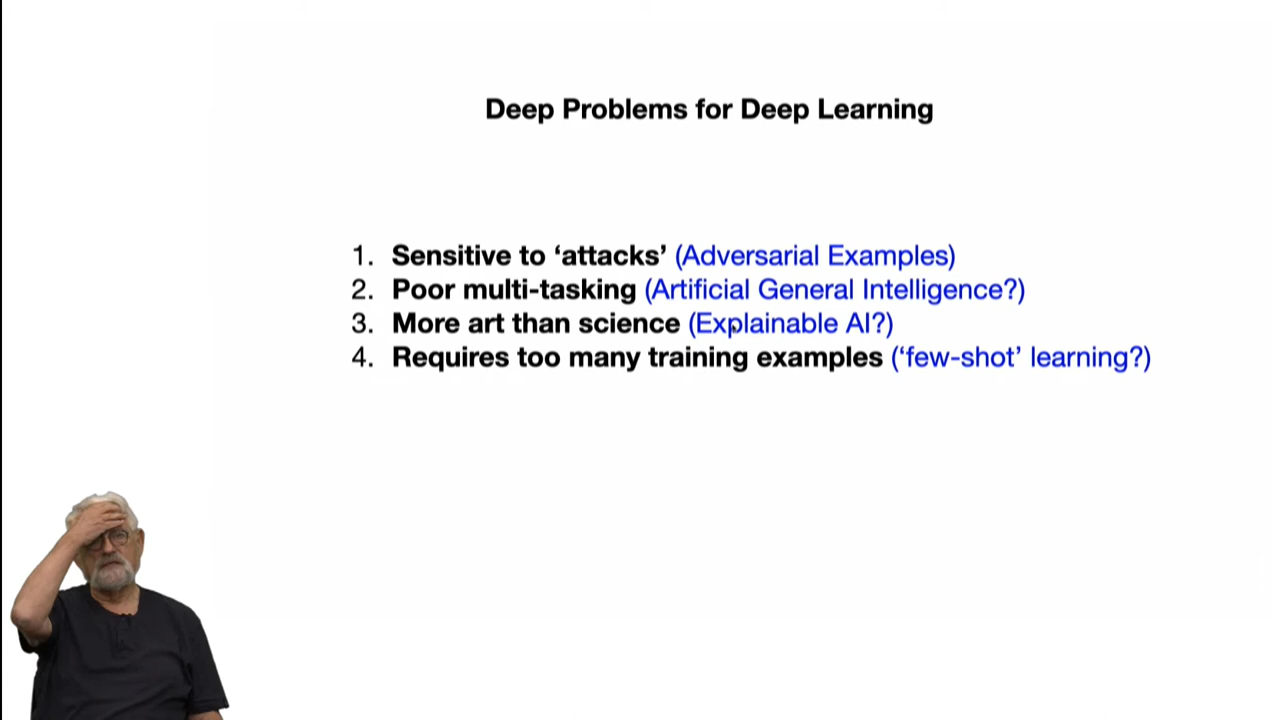 Deep Problems for Deep Learning
1. Sensitive to ‘attacks’ (Adversarial Examples)
2. Poor multi-tasking (Artificial General Intelligence?)
3. More art than science (Explainable AI?)
4. Requires too many training examples (‘few-shot’ learning?)